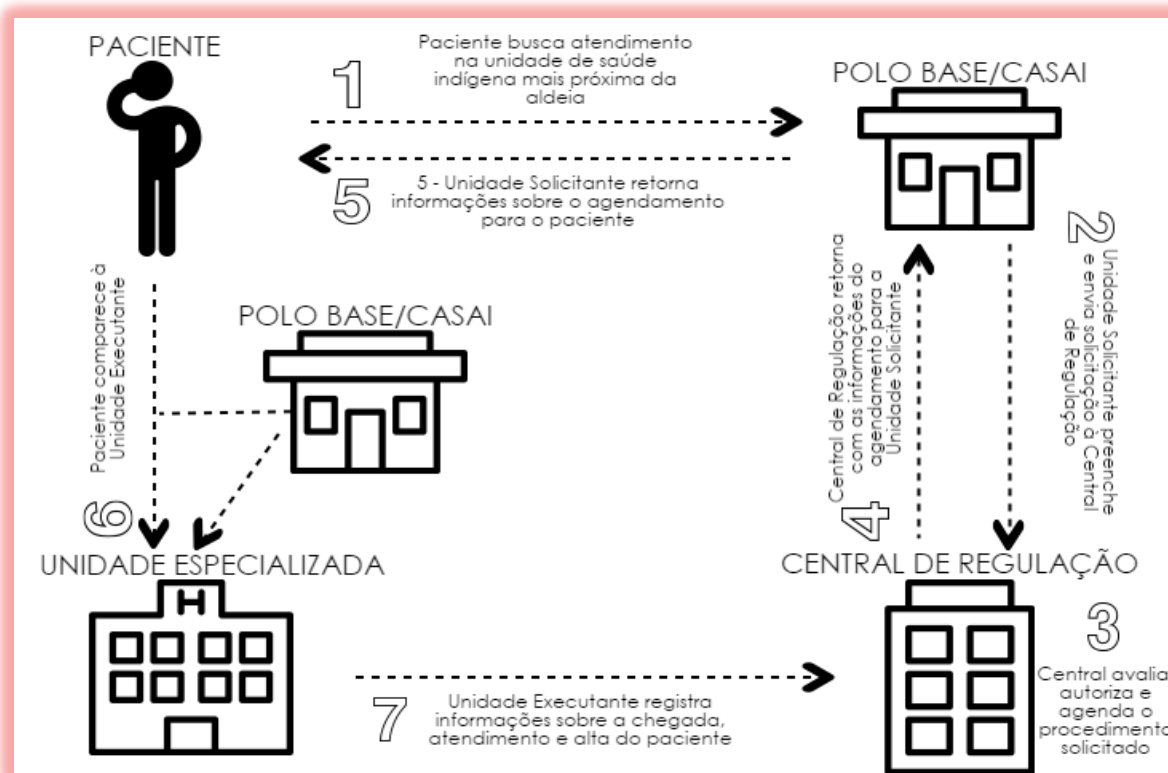 PACIENTE
1
Paciente busca atendimento
na unidade de saúde
indígena mais próxima da
aldeia
POLO BASE/CASAI
5
5 - Unidade Solicitante retorna
informações sobre o agendamento
para o paciente
2
Unidade Solicitante preenche
e envia solicitação à Central
de Regulação
Central de Regulação retorna
com as informações do
agendamento para a
Unidade Solicitante
4
Paciente comparece à
Unidade Executante
6
POLO BASE/CASAI
UNIDADE ESPECIALIZADA
H
CENTRAL DE REGULAÇÃO
3
Central avalia
autoriza e
agenda o
procedimento
solicitado
7
Unidade Executante registra
informações sobre a chegada,
atendimento e alta do paciente